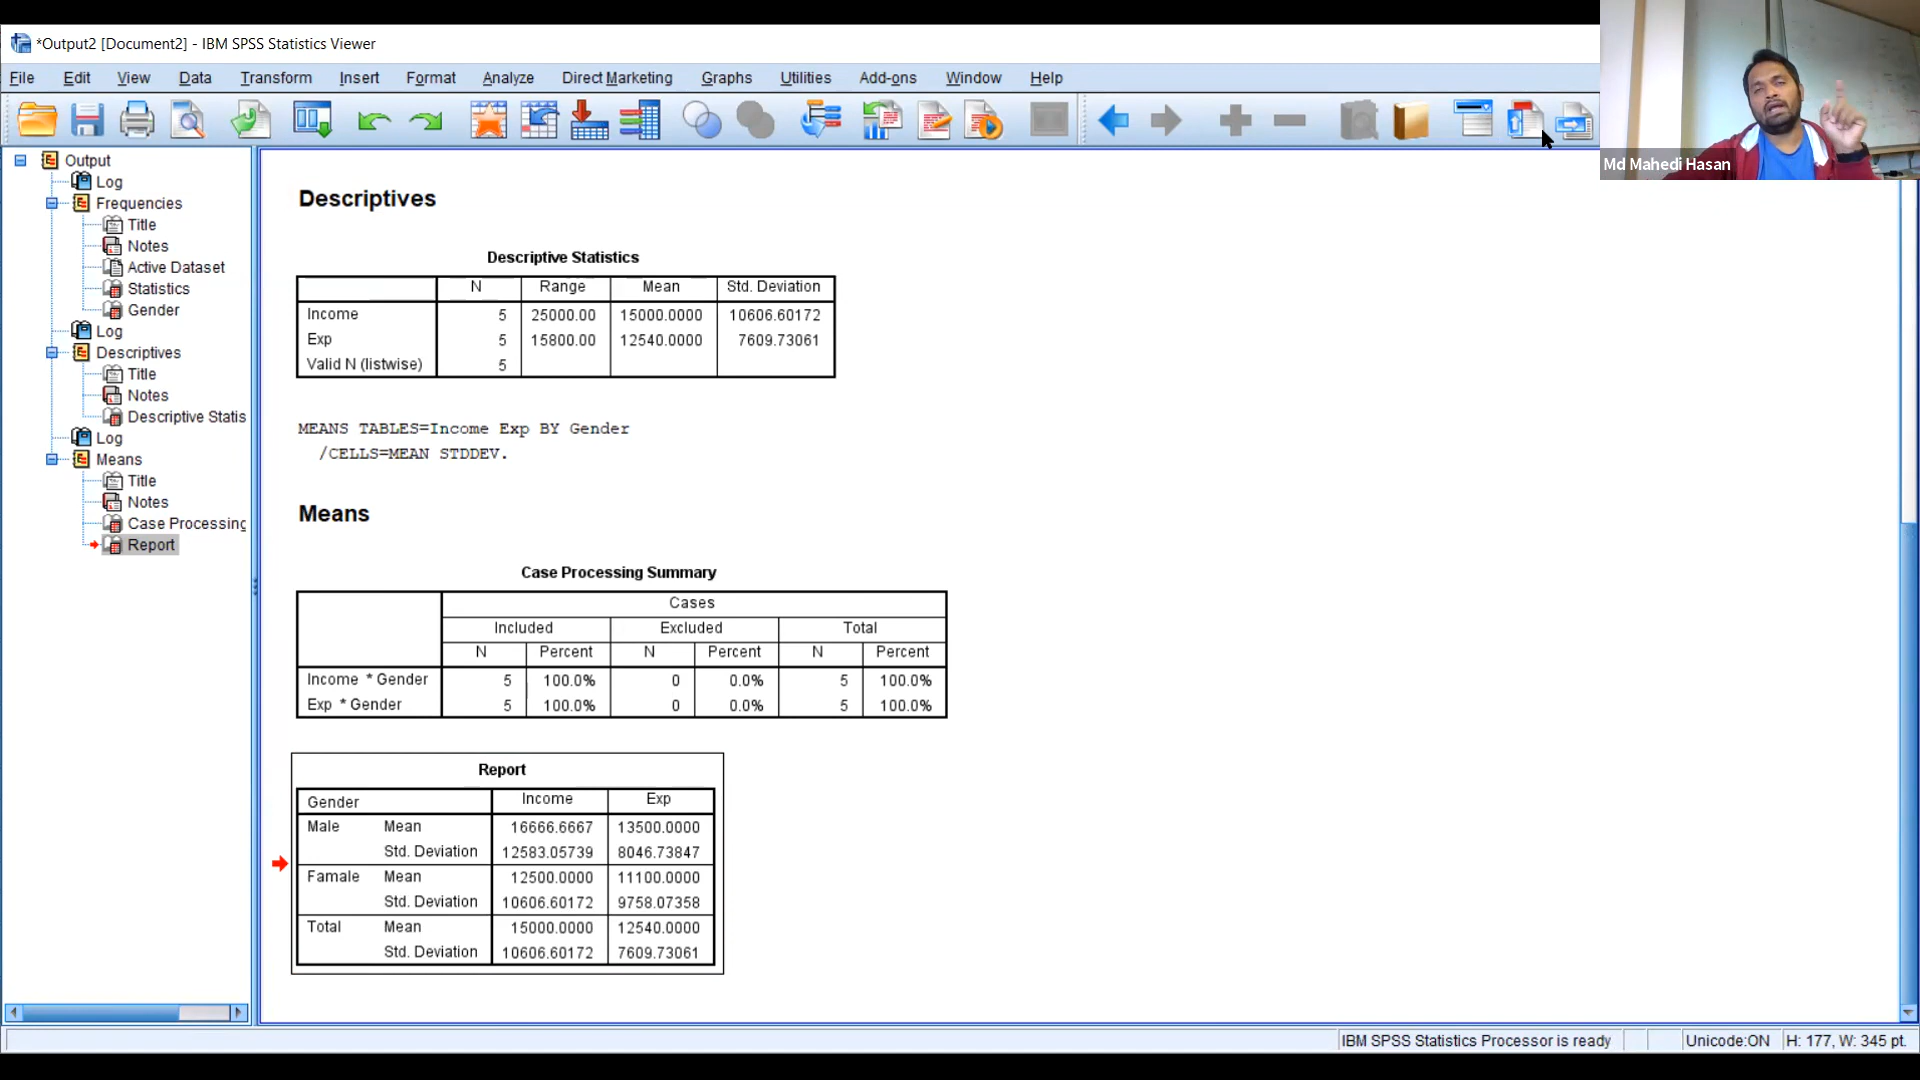 *Output2 [Document2] - IBM SPSS Statistics Viewer
File Edit View Data Transform Insert Format Analyze Direct Marketing Graphs Utilities Add-ons Window Help
Md Mahedi Hasan
Output
Log
Frequencies
Title
Notes
Active Dataset
Statistics
Gender
Log
Descriptives
Title
Notes
Descriptive Statis
Log
Means
Title
Notes
Case Processing
Report
Descriptives
Descriptive Statistics
N Range Mean Std. Deviation
Income 5 25000.00 15000.0000 10606.60172
Exp 5 15800.00 12540.0000 7609.73061
Valid N (listwise) 5
MEANS TABLES=Income Exp BY Gender
/CELLS=MEAN STDDEV.
Means
Case Processing Summary
Cases
Included Excluded Total
N Percent N Percent N Percent
Income * Gender 5 100.0% 0 0.0% 5 100.0%
Exp * Gender 5 100.0% 0 0.0% 5 100.0%
Report
Gender Income Exp
Male Mean 16666.6667 13500.0000
Std. Deviation 12583.05739 8046.73847
Famale Mean 12500.0000 11100.0000
Std. Deviation 10606.60172 9758.07358
Total Mean 15000.0000 12540.0000
Std. Deviation 10606.60172 7609.73061
IBM SPSS Statistics Processor is ready Unicode:ON H: 177, W: 345 pt.